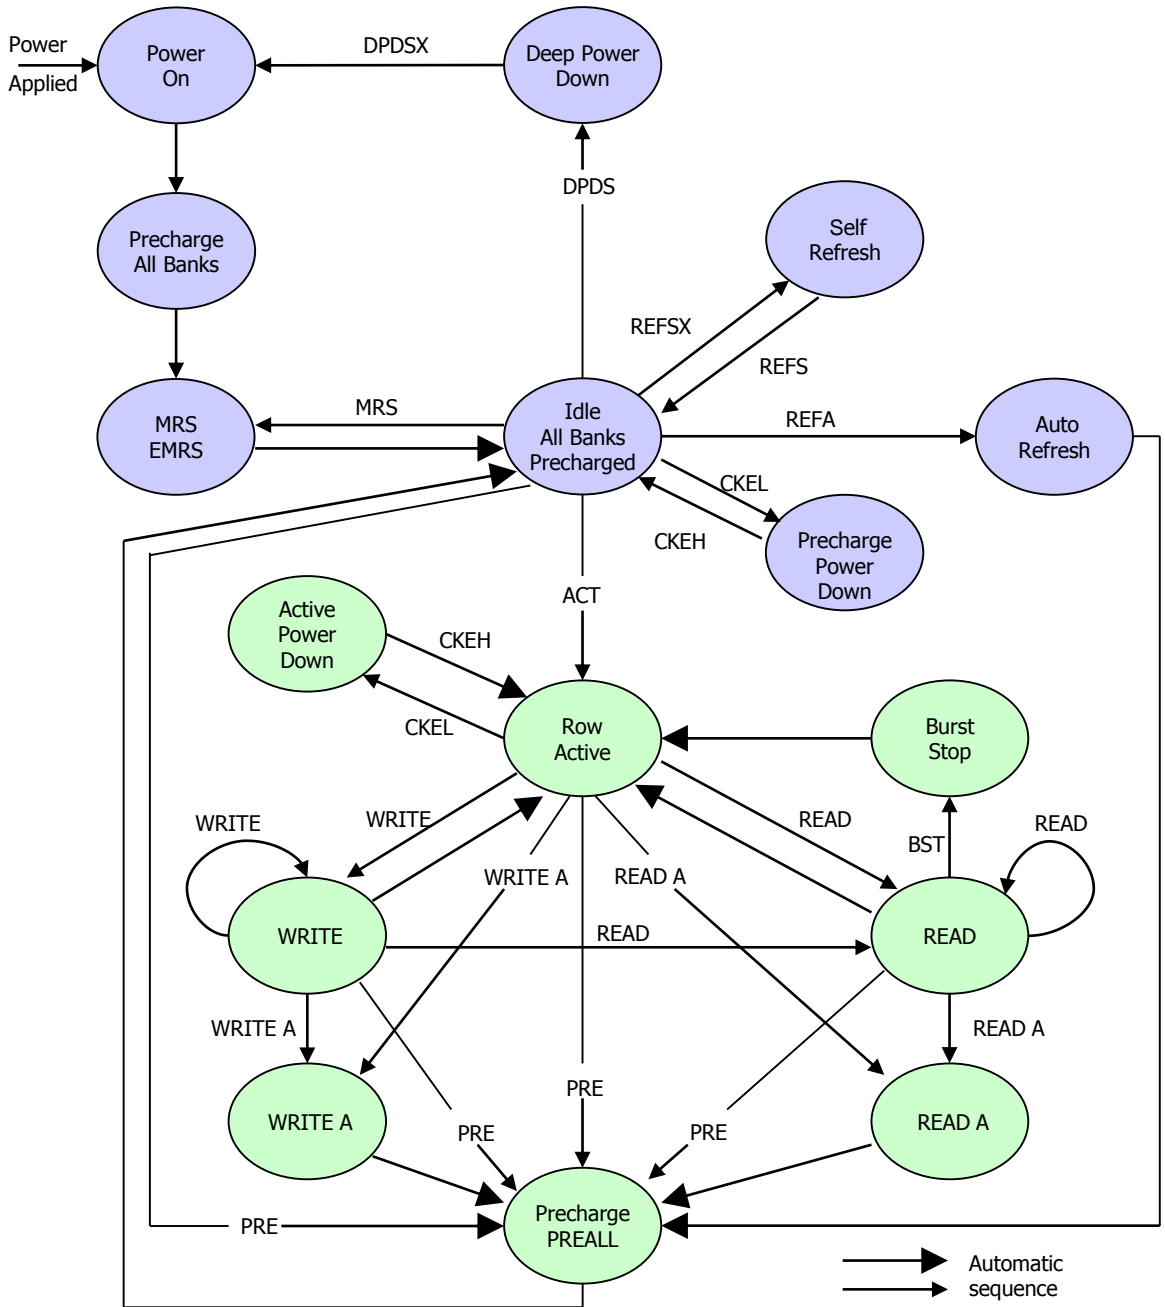 Power
Applied
Power
On
DPDSX
Deep Power
Down
DPDS
Precharge
All Banks
Self
Refresh
REFSX
REFS
MRS
EMRS
MRS
Idle
All Banks
Precharged
REFA
Auto
Refresh
CKEL
CKEH
Precharge
Power
Down
ACT
Active
Power
Down
CKEH
CKEL
Row
Active
Burst
Stop
WRITE
WRITE
READ
BST
READ
WRITE A
READ A
WRITE
READ
READ
WRITE A
READ A
PRE
WRITE A
PRE
PRE
READ A
PRE
Precharge
PREALL
Automatic
sequence